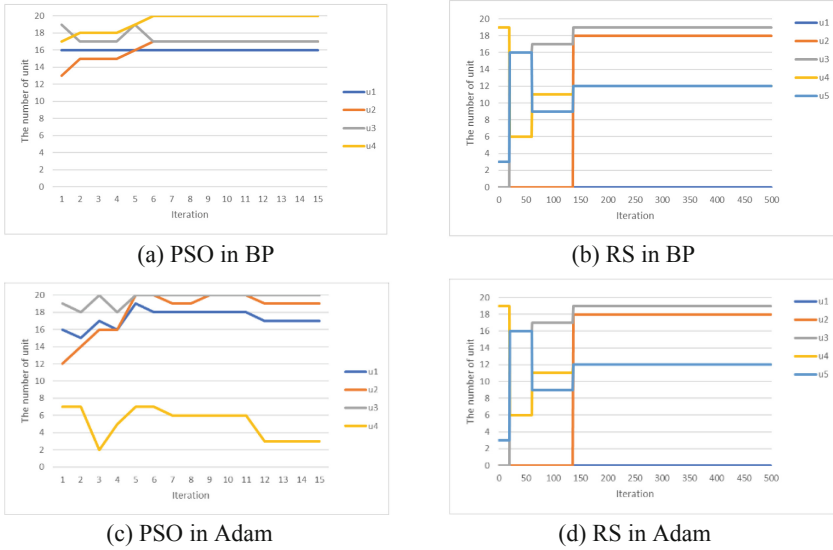 20
18
16
14
12
10
8
6
4
2
0
The number of unit
1 2 3 4 5 6 7 8 9 10 11 12 13 14 15
Iteration
u1
u2
u3
u4
(a) PSO in BP
20
18
16
14
12
10
8
6
4
2
0
The number of unit
0 50 100 150 200 250 300 350 400 450 500
Iteration
u1
u2
u3
u4
u5
(b) RS in BP
20
18
16
14
12
10
8
6
4
2
0
The number of unit
1 2 3 4 5 6 7 8 9 10 11 12 13 14 15
Iteration
u1
u2
u3
u4
(c) PSO in Adam
20
18
16
14
12
10
8
6
4
2
0
The number of unit
0 50 100 150 200 250 300 350 400 450 500
Iteration
u1
u2
u3
u4
u5
(d) RS in Adam